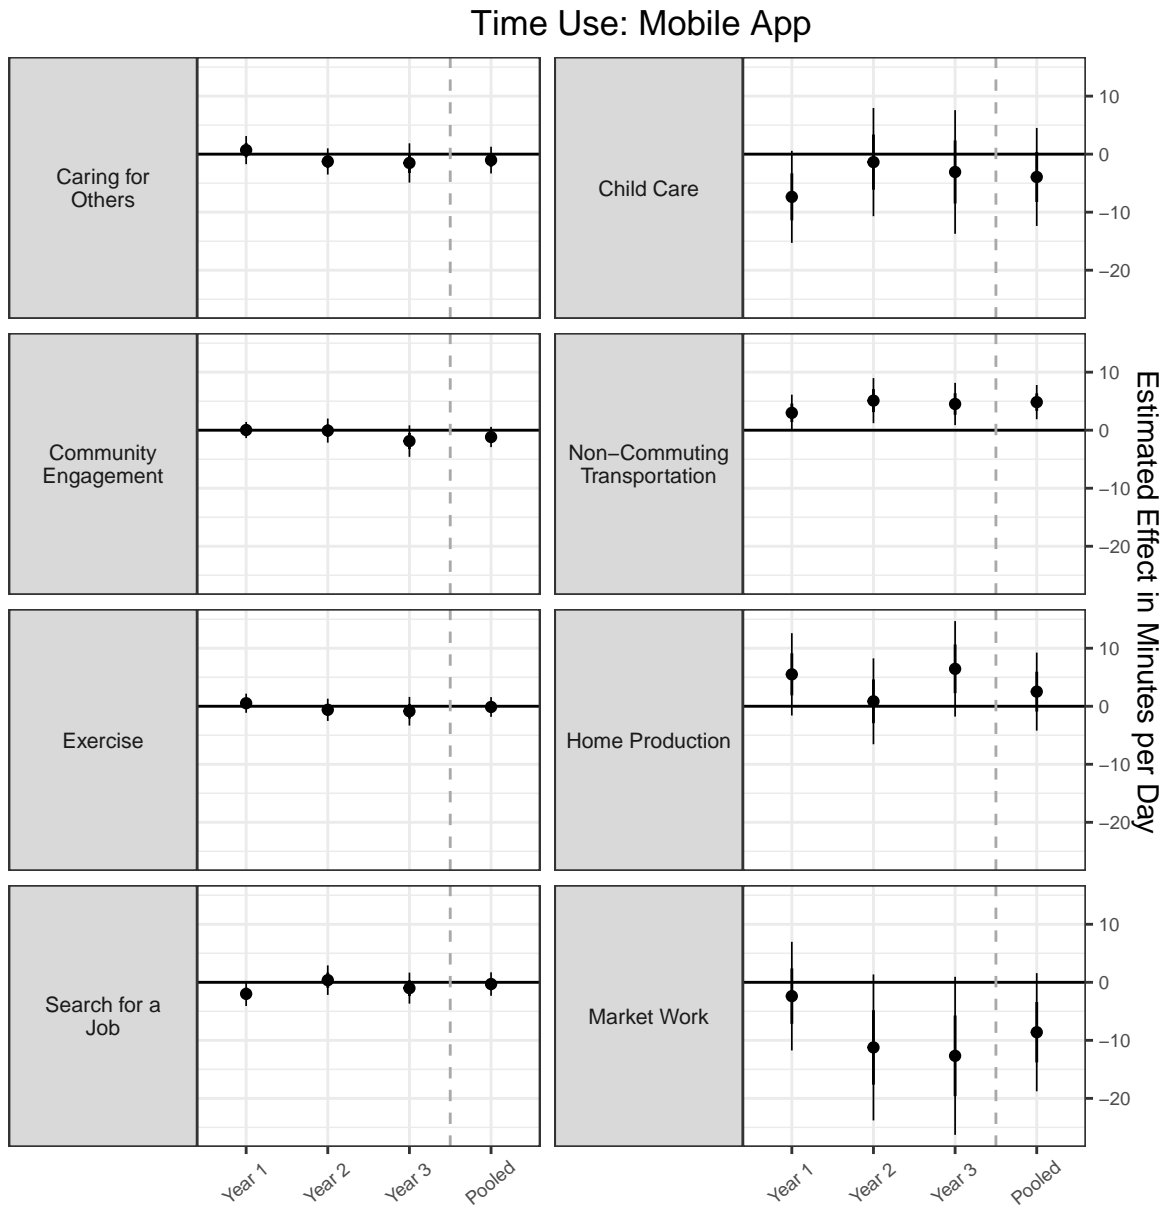 Time Use: Mobile App
Caring for
Others
Child Care
10
0
−10
−20
Community
Engagement
Non−Commuting
Transportation
10
0
−10
−20
Exercise
Home Production
10
0
−10
−20
Search for a
Job
Market Work
10
0
−10
−20
Year 1
Year 2
Year 3
Pooled
Year 1
Year 2
Year 3
Pooled
Estimated Effect in Minutes per Day